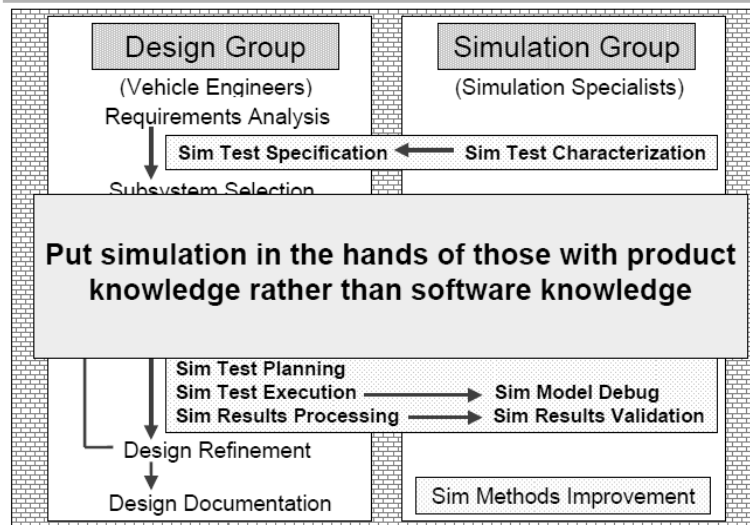 Design Group
Simulation Group
(Vehicle Engineers)
(Simulation Specialists)
Requirements Analysis
Sim Test Specification
Sim Test Characterization
Subsystem Selection
Put simulation in the hands of those with product
knowledge rather than software knowledge
Sim Test Planning
Sim Test Execution
Sim Model Debug
Sim Results Processing
Sim Results Validation
Design Refinement
Design Documentation
Sim Methods Improvement